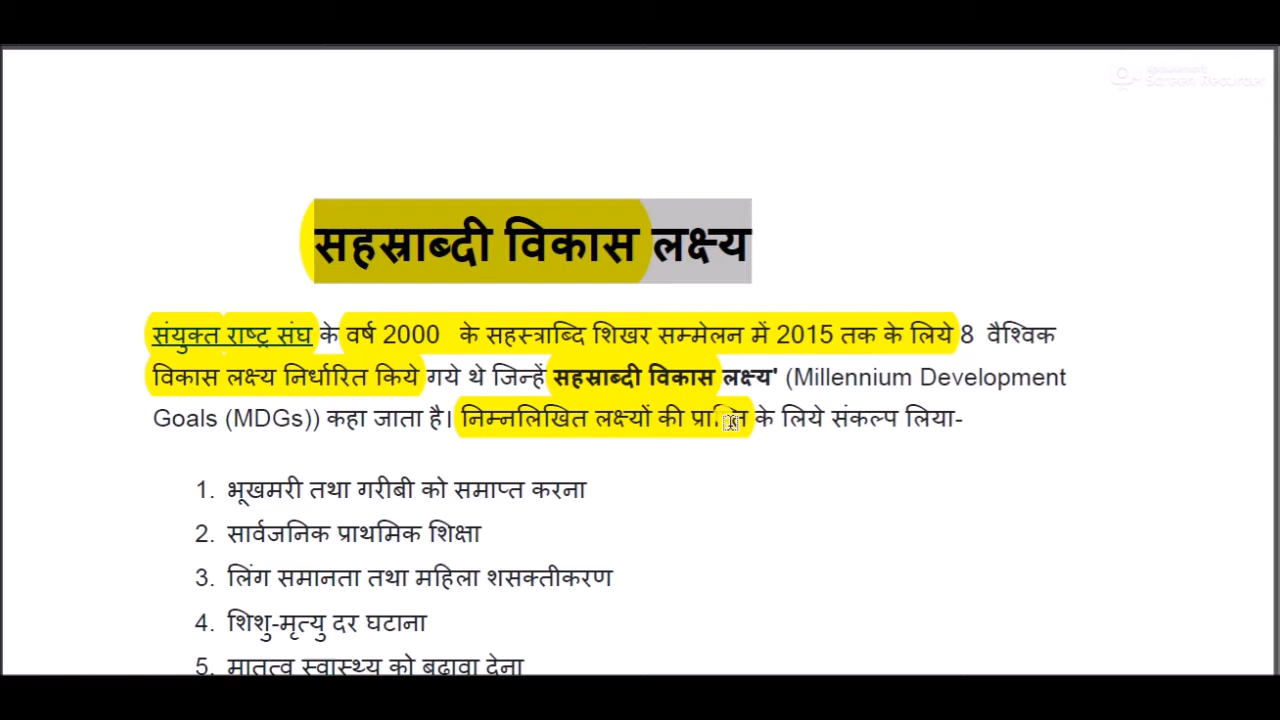 Screen Recorder
सहस्राब्दी विकास लक्ष्य
संयुक्त राष्ट्र संघ के वर्ष 2000 के सहस्त्राब्दि शिखर सम्मेलन में 2015 तक के लिये 8 वैश्विक
विकास लक्ष्य निर्धारित किये गये थे जिन्हें सहस्राब्दी विकास लक्ष्य' (Millennium Development
Goals (MDGs)) कहा जाता है। निम्नलिखित लक्ष्यों की प्राप्ति के लिये संकल्प लिया-
1. भूखमरी तथा गरीबी को समाप्त करना
2. सार्वजनिक प्राथमिक शिक्षा
3. लिंग समानता तथा महिला शसक्तीकरण
4. शिशु-मृत्यु दर घटाना
5. मातृत्व स्वास्थ्य को बढ़ावा देना